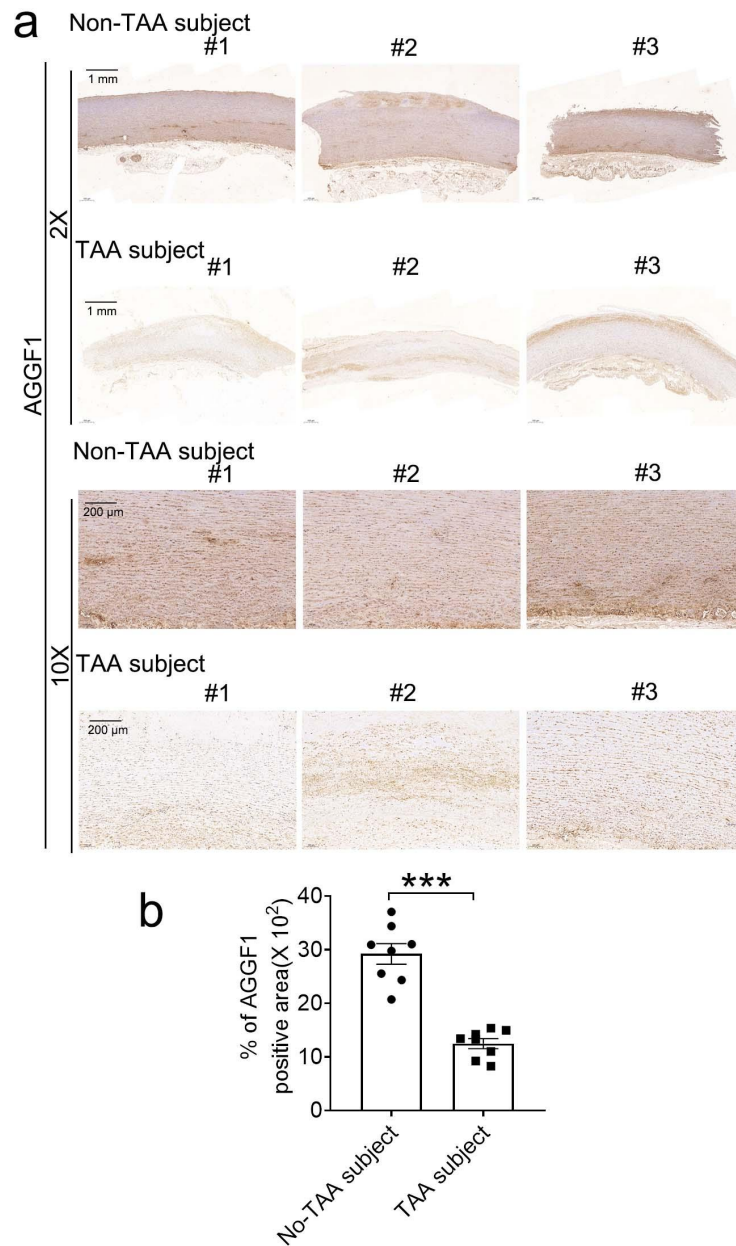 a
Non-TAA subject
#1 #2 #3
1 mm
2X
TAA subject
#1 #2 #3
1 mm
AGGF1
Non-TAA subject
#1 #2 #3
200 μm
10X
TAA subject
#1 #2 #3
200 μm
b
***
% of AGGF1
positive area(X 10²)
40
30
20
10
0
No-TAA subject
TAA subject